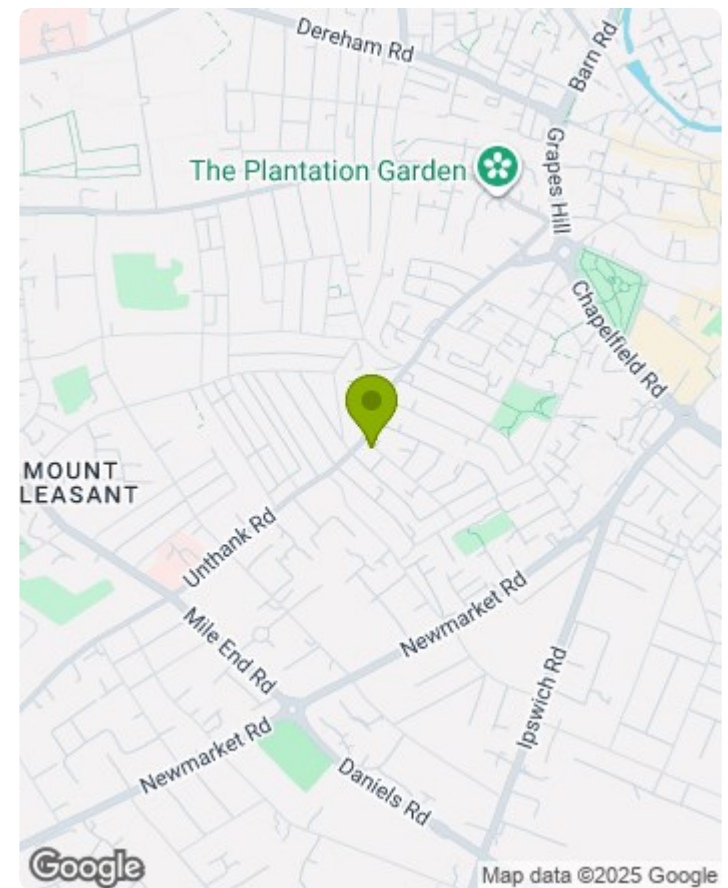 Dereham Rd
Barn Rd
The Plantation Garden
Grapes Hill
Chapelfield Rd
MOUNT
LEASANT
Unthank Rd
Newmarket Rd
Mile End Rd
Ipswich Rd
Newmarket Rd
Daniels Rd
Google
Map data ©2025 Google